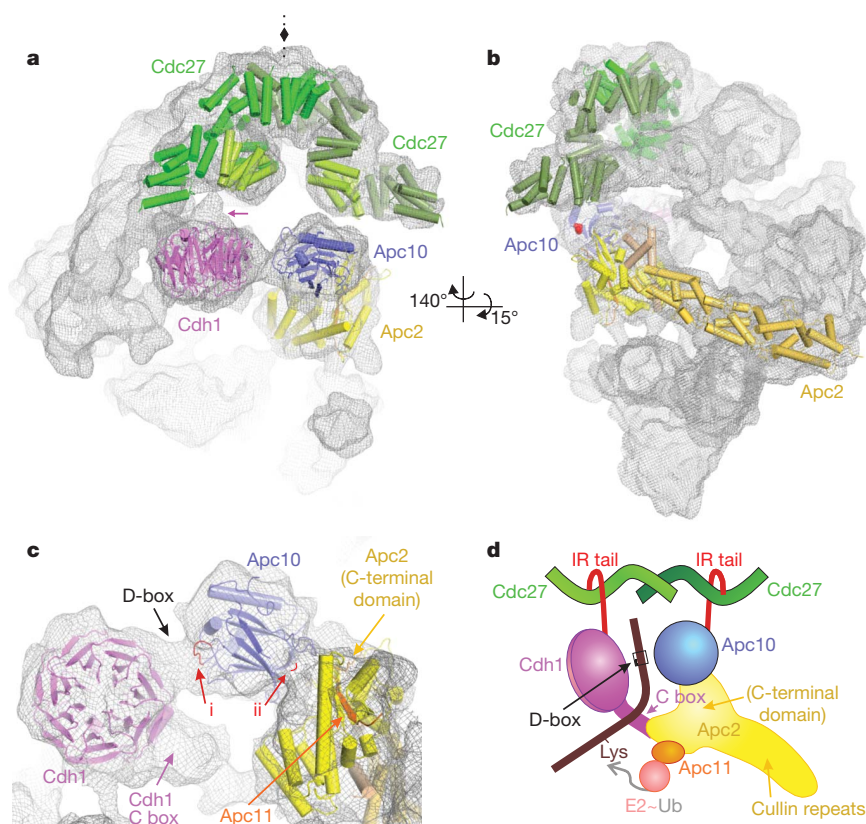 a
Cdc27
Cdc27
Cdh1
Apc10
Apc2
140°
15°
b
Cdc27
Apc10
Apc2
c
Apc10
Apc2
(C-terminal
domain)
D-box
i
ii
Cdh1
Cdh1
C box
Apc11
d
IR tail
IR tail
Cdc27
Cdc27
Cdh1
Apc10
D-box
C box
(C-terminal
domain)
Apc2
Lys
Apc11
E2~Ub
Cullin repeats